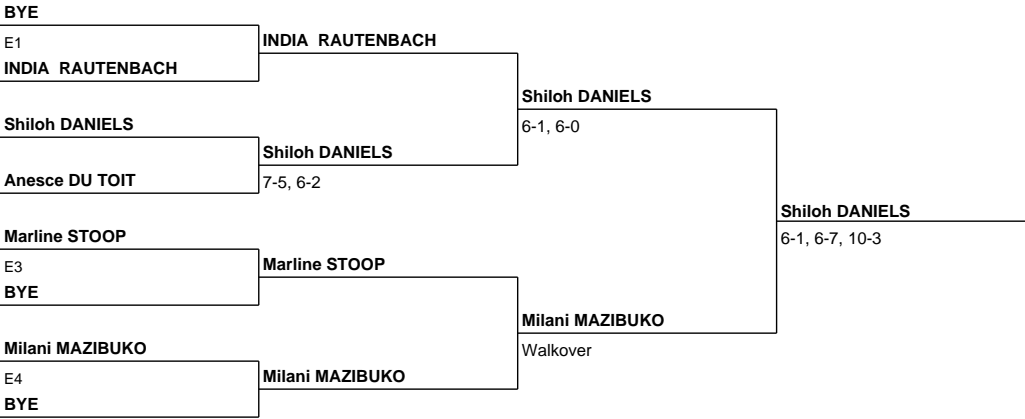 BYE
E1
INDIA RAUTENBACH
INDIA RAUTENBACH
Shiloh DANIELS
Anesce DU TOIT
Shiloh DANIELS
7-5, 6-2
Shiloh DANIELS
6-1, 6-0
Marline STOOP
E3
BYE
Marline STOOP
Milani MAZIBUKO
E4
BYE
Milani MAZIBUKO
Milani MAZIBUKO
Walkover
Shiloh DANIELS
6-1, 6-7, 10-3